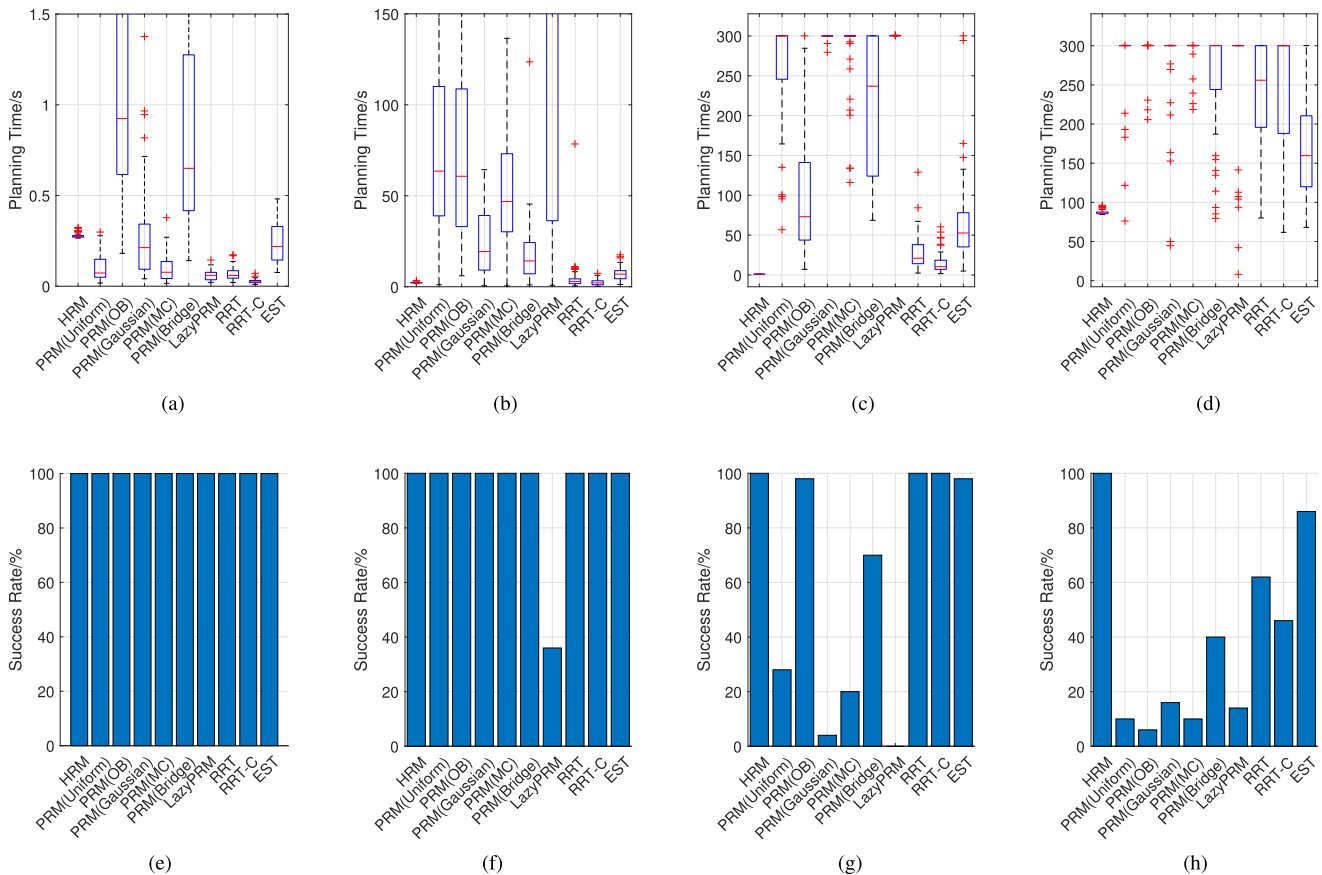 1.5
1
0.5
0
Planning Time/s
HRM
PRM(Uniform)
PRM(OB)
PRM(Gaussian)
PRM(MC)
PRM(Bridge)
LazyPRM
RRT
RRT-C
EST
(a)
150
100
50
0
Planning Time/s
HRM
PRM(Uniform)
PRM(OB)
PRM(Gaussian)
PRM(MC)
PRM(Bridge)
LazyPRM
RRT
RRT-C
EST
(b)
300
250
200
150
100
50
0
Planning Time/s
HRM
PRM(Uniform)
PRM(OB)
PRM(Gaussian)
PRM(MC)
PRM(Bridge)
LazyPRM
RRT
RRT-C
EST
(c)
300
250
200
150
100
50
0
Planning Time/s
HRM
PRM(Uniform)
PRM(OB)
PRM(Gaussian)
PRM(MC)
PRM(Bridge)
LazyPRM
RRT
RRT-C
EST
(d)
100
80
60
40
20
0
Success Rate/%
HRM
PRM(Uniform)
PRM(OB)
PRM(Gaussian)
PRM(MC)
PRM(Bridge)
LazyPRM
RRT
RRT-C
EST
(e)
100
80
60
40
20
0
Success Rate/%
HRM
PRM(Uniform)
PRM(OB)
PRM(Gaussian)
PRM(MC)
PRM(Bridge)
LazyPRM
RRT
RRT-C
EST
(f)
100
80
60
40
20
0
Success Rate/%
HRM
PRM(Uniform)
PRM(OB)
PRM(Gaussian)
PRM(MC)
PRM(Bridge)
LazyPRM
RRT
RRT-C
EST
(g)
100
80
60
40
20
0
Success Rate/%
HRM
PRM(Uniform)
PRM(OB)
PRM(Gaussian)
PRM(MC)
PRM(Bridge)
LazyPRM
RRT
RRT-C
EST
(h)